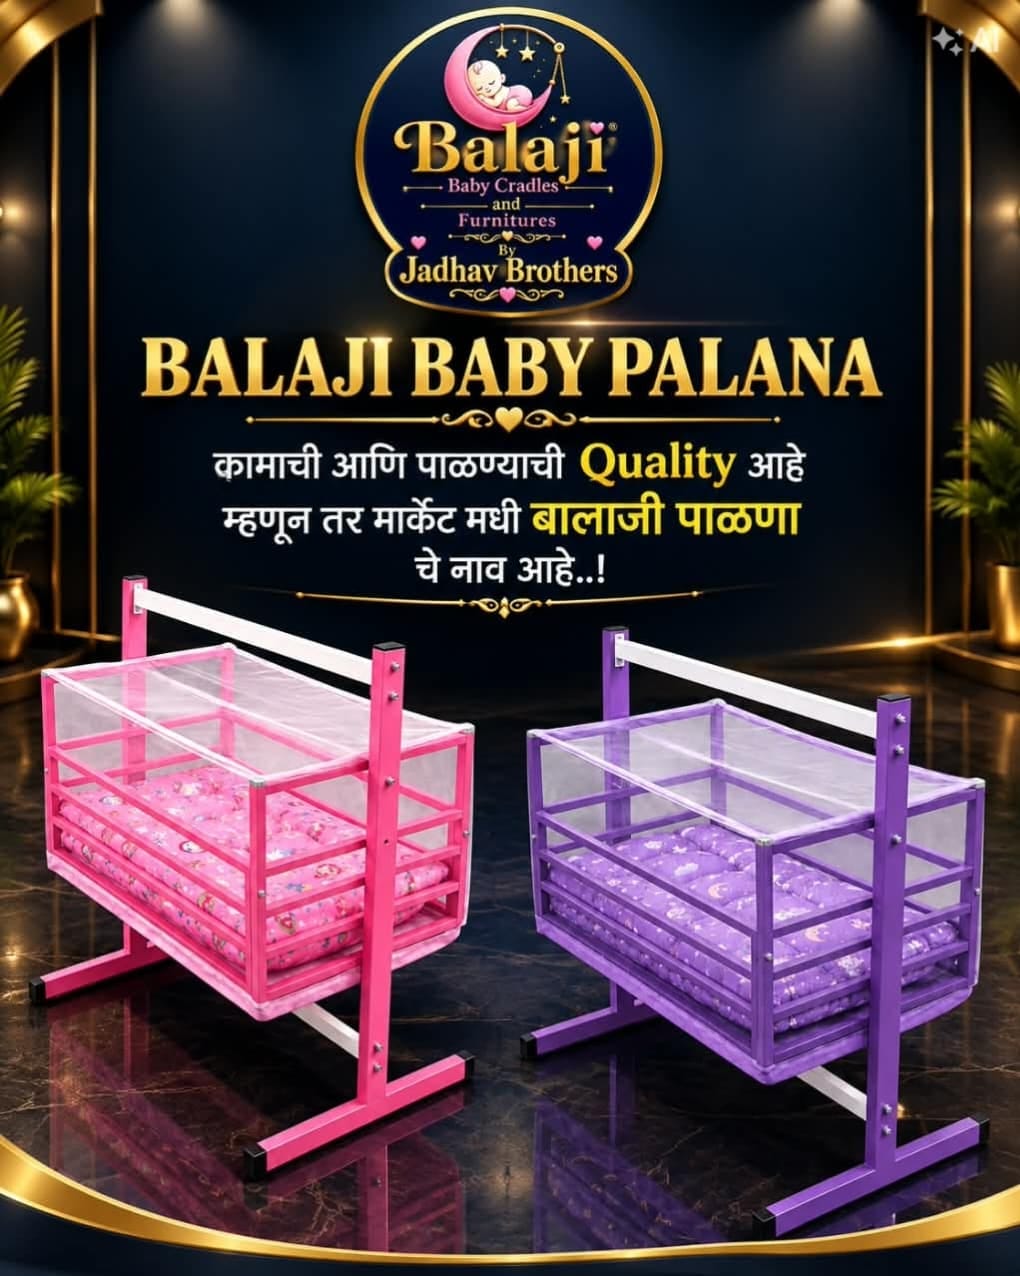 AI
Balaji®
Baby Cradles
and
Furnitures
By
Jadhav Brothers
BALAJI BABY PALANA
कामाची आणि पाळण्याची Quality आहे
म्हणून तर मार्केट मधी बालाजी पाळणा
चे नाव आहे..!